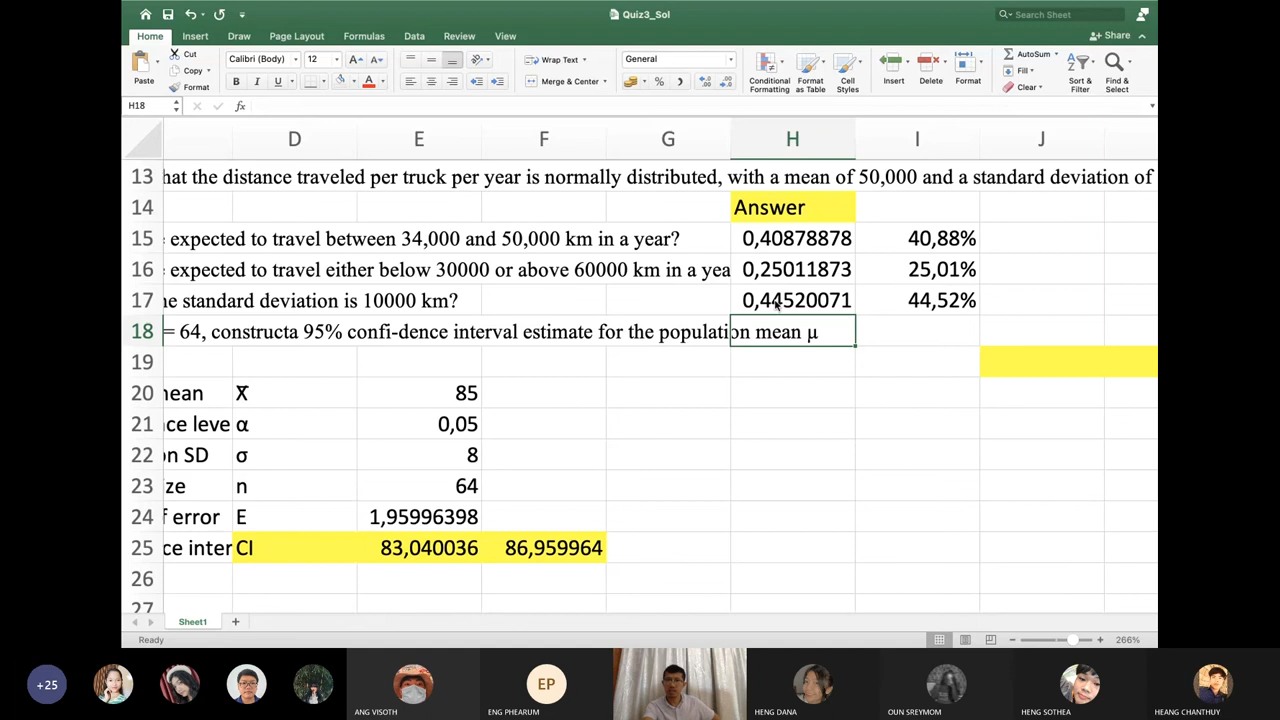 Quiz3_Sol
Search Sheet
Home Insert Draw Page Layout Formulas Data Review View
Share
Paste
Cut
Copy
Format
Calibri (Body) 12
B I U
Wrap Text
Merge & Center
General
Conditional Formatting
Format as Table
Cell Styles
Insert
Delete
Format
AutoSum
Fill
Clear
Sort & Filter
Find & Select
H18
fx
D E F G H I J
13 hat the distance traveled per truck per year is normally distributed, with a mean of 50,000 and a standard deviation of
14 Answer
15 expected to travel between 34,000 and 50,000 km in a year? 0,40878878 40,88%
16 expected to travel either below 30000 or above 60000 km in a yea 0,25011873 25,01%
17 ne standard deviation is 10000 km? 0,44520071 44,52%
18 = 64, constructa 95% confi-dence interval estimate for the population mean μ
19
20 nean X̅ 85
21 ce leve α 0,05
22 on SD σ 8
23 ze n 64
24 f error E 1,95996398
25 ce inter CI 83,040036 86,959964
26
27
Sheet1
Ready
266%
+25
ANG VISOTH
EP
ENG PHEARUM
HENG DANA
OUN SREYMOM
HENG SOTHEA
HEANG CHANTHUY